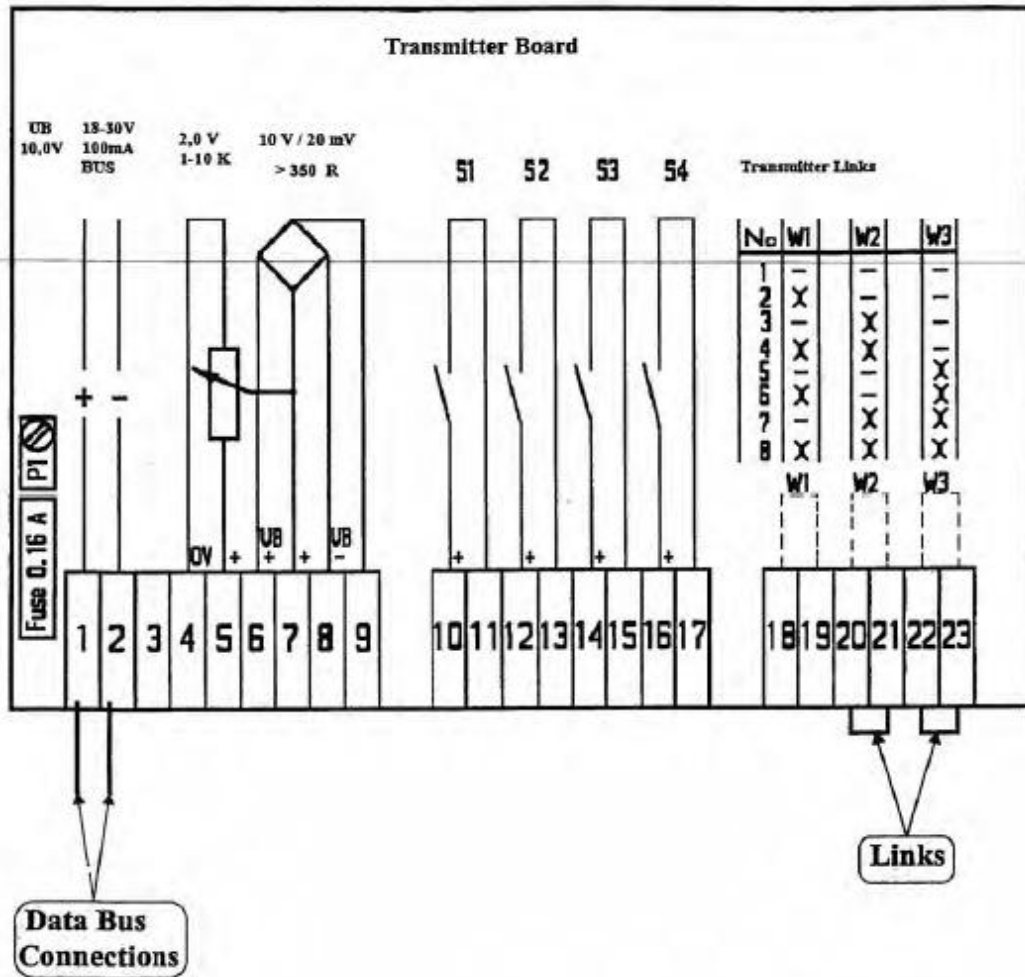 Transmitter Board
UB
10,0V
18-30V
100mA
BUS
2,0 V
1-10 K
10 V / 20 mV
> 350 R
S1 S2 S3 S4
Transmitter Links
No W1 W2 W3
1 - - -
2 X - -
3 - X -
4 X X -
5 - - X
6 X - X
7 - X X
8 X X X
W1 W2 W3
+ -
P1
Fuse 0.16 A
0V + UB + + UB -
+ + + +
1 2 3 4 5 6 7 8 9
10 11 12 13 14 15 16 17
18 19 20 21 22 23
Links
Data Bus
Connections